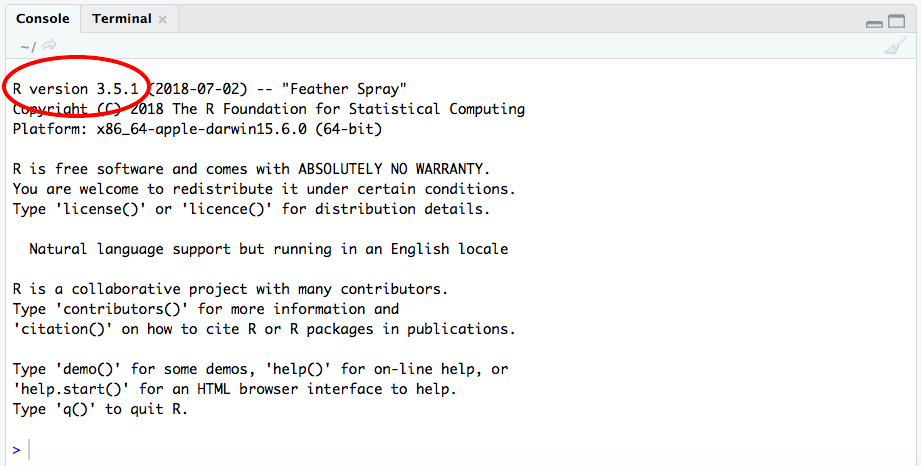 Console Terminal ×
~/
R version 3.5.1 (2018-07-02) -- "Feather Spray"
Copyright (C) 2018 The R Foundation for Statistical Computing
Platform: x86_64-apple-darwin15.6.0 (64-bit)
R is free software and comes with ABSOLUTELY NO WARRANTY.
You are welcome to redistribute it under certain conditions.
Type 'license()' or 'licence()' for distribution details.
Natural language support but running in an English locale
R is a collaborative project with many contributors.
Type 'contributors()' for more information and
'citation()' on how to cite R or R packages in publications.
Type 'demo()' for some demos, 'help()' for on-line help, or
'help.start()' for an HTML browser interface to help.
Type 'q()' to quit R.
>